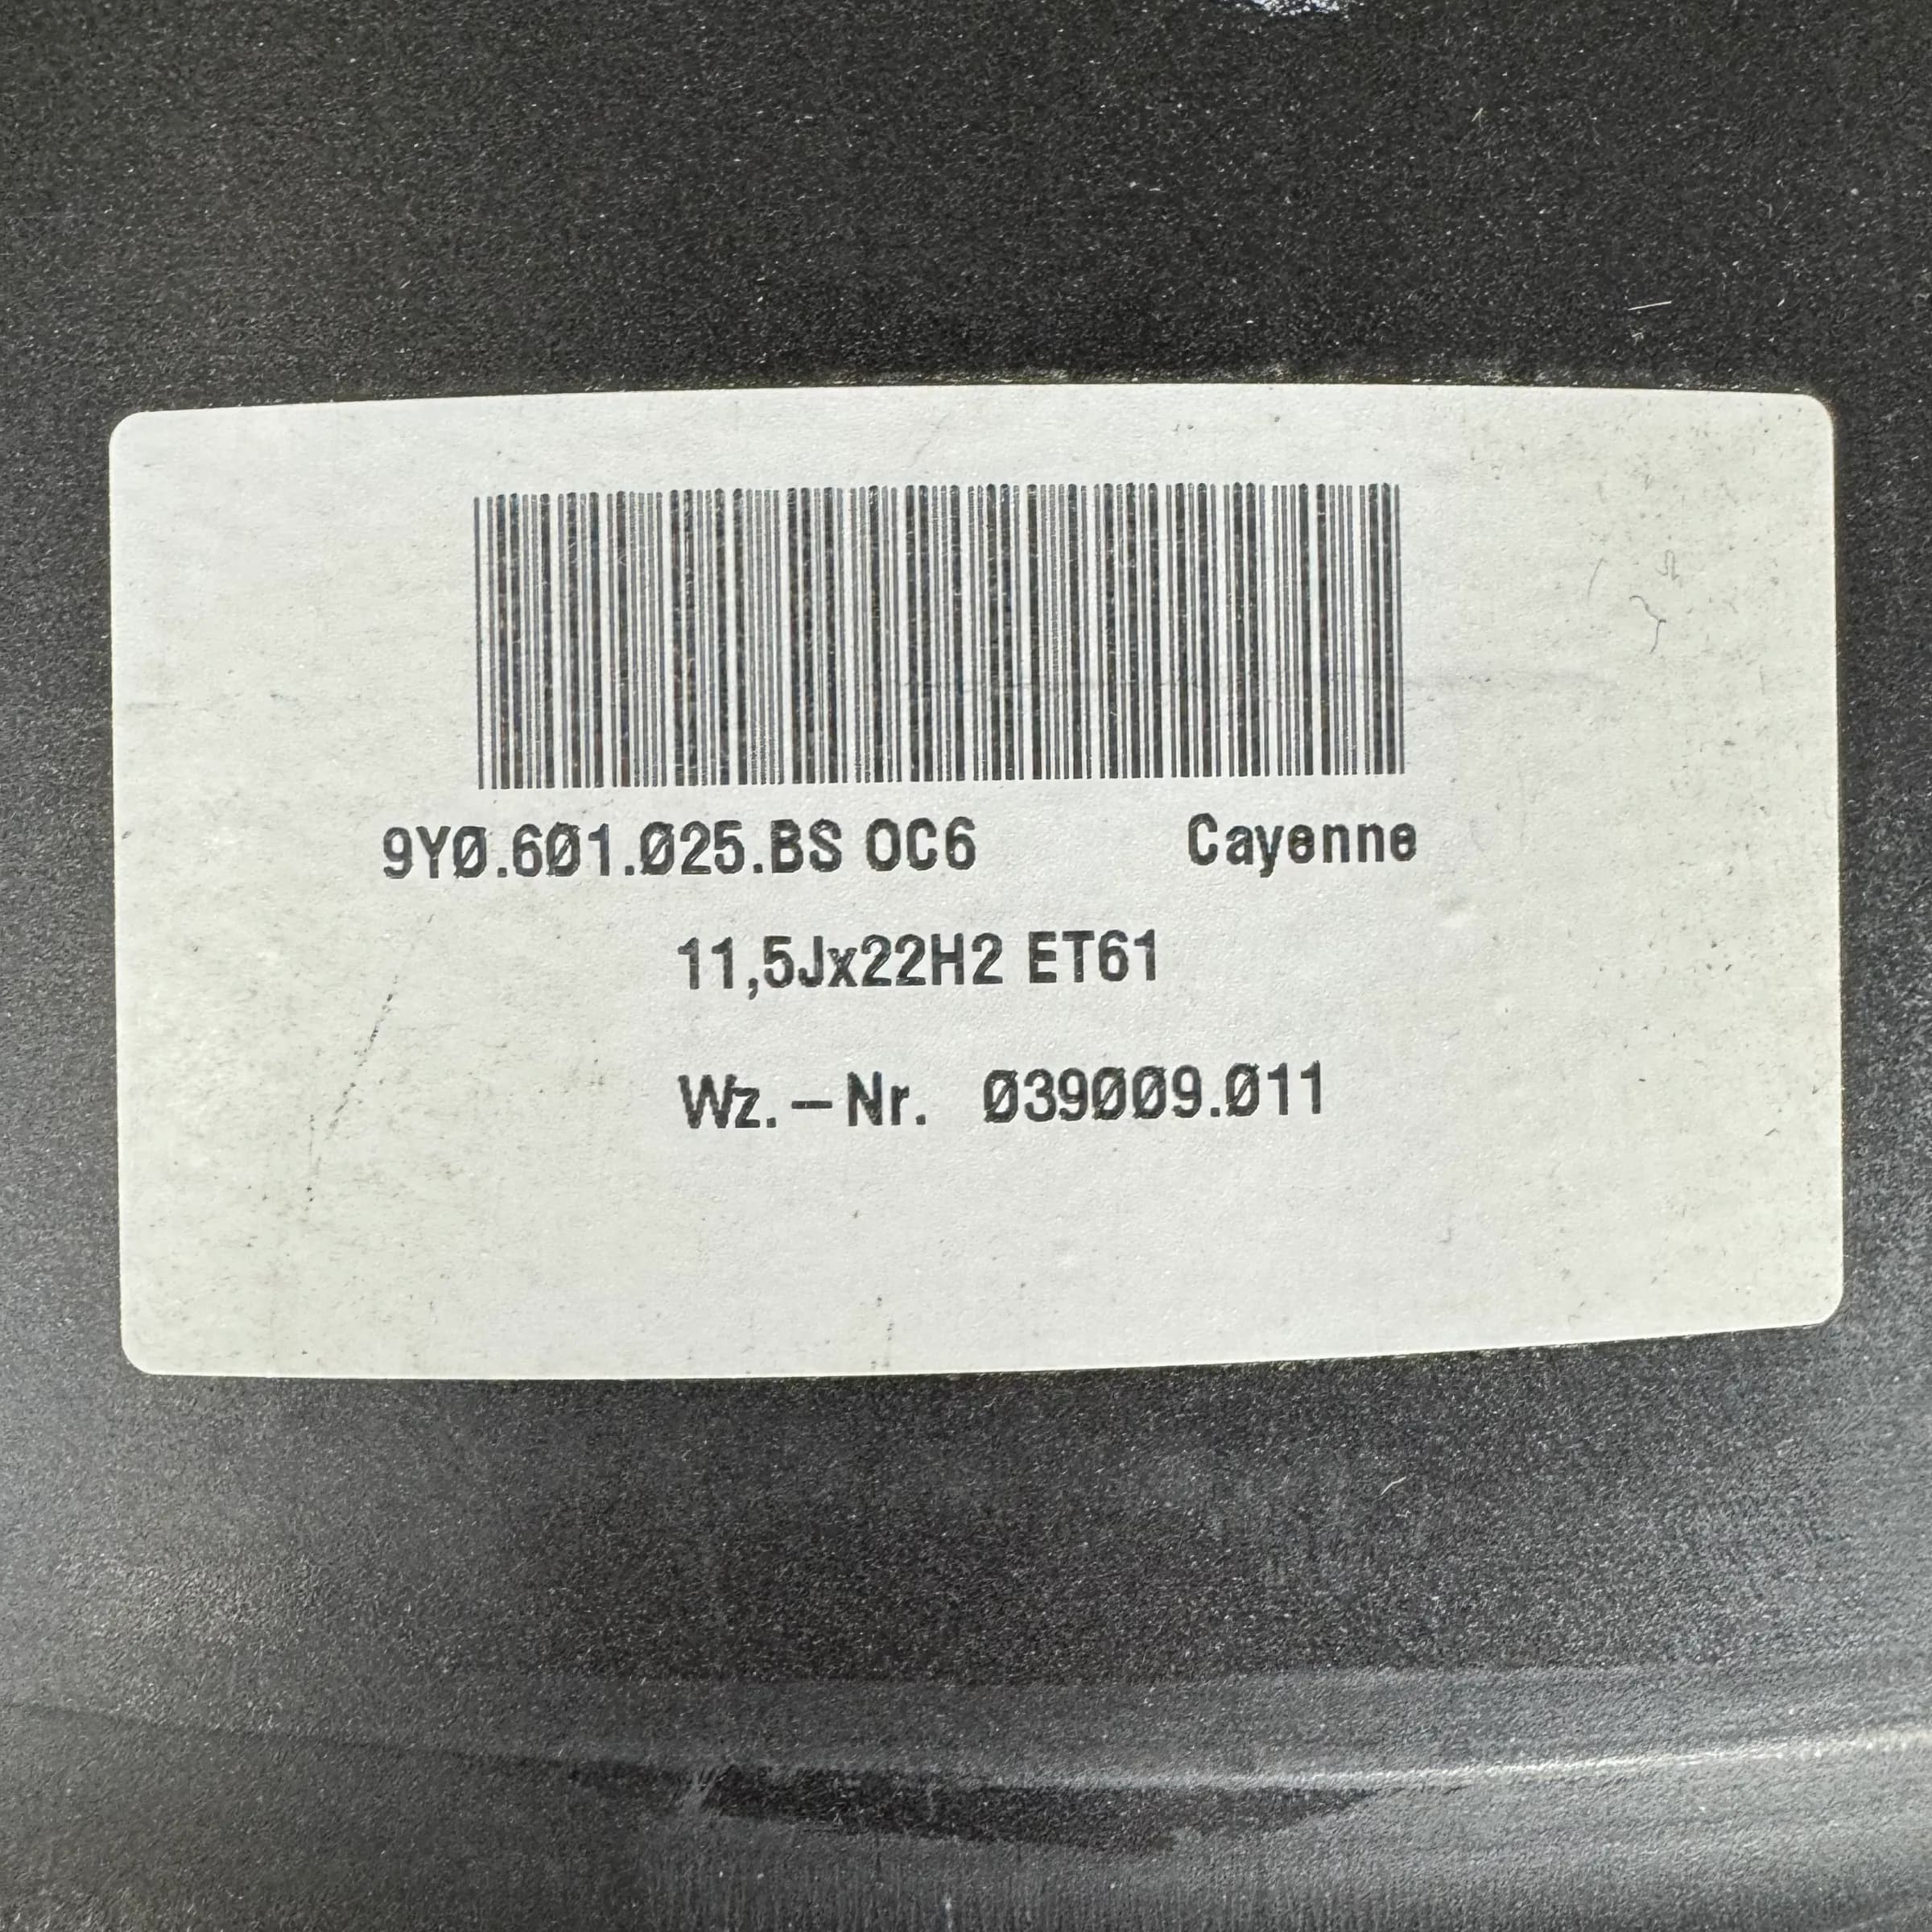 9Y0.601.025.BS OC6 Cayenne
11,5Jx22H2 ET61
Wz.-Nr. 039009.011